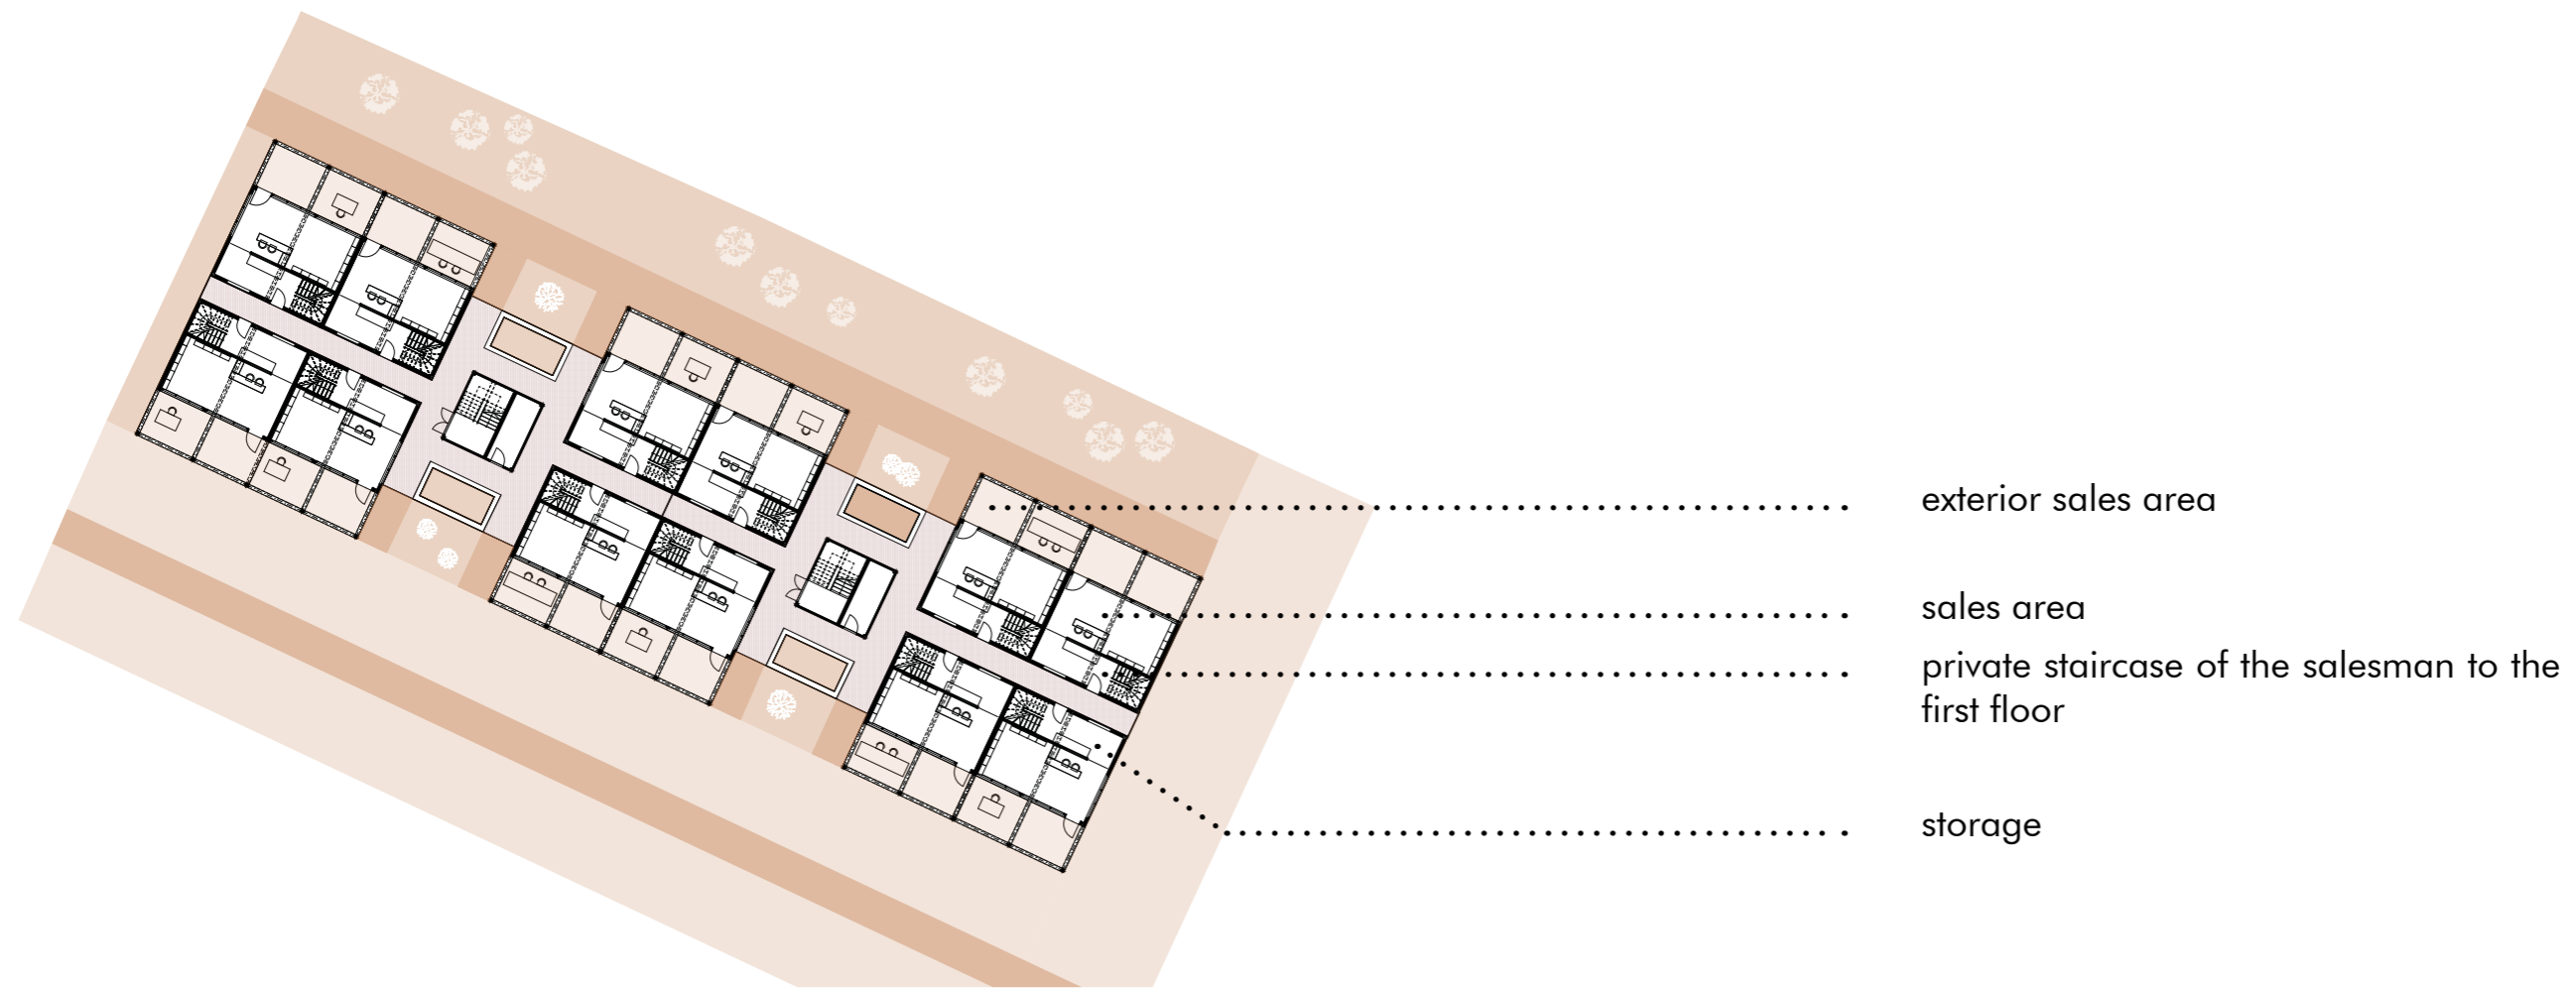 exterior sales area
sales area
private staircase of the salesman to the
first floor
storage